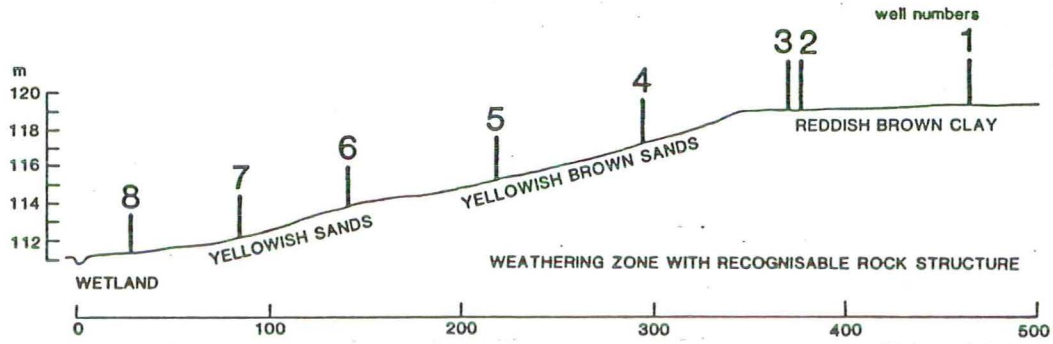 well numbers
m
3 2 1
4
5
6
7
8
120
118
116
114
112
REDDISH BROWN CLAY
YELLOWISH BROWN SANDS
YELLOWISH SANDS
WEATHERING ZONE WITH RECOGNISABLE ROCK STRUCTURE
WETLAND
0 100 200 300 400 500